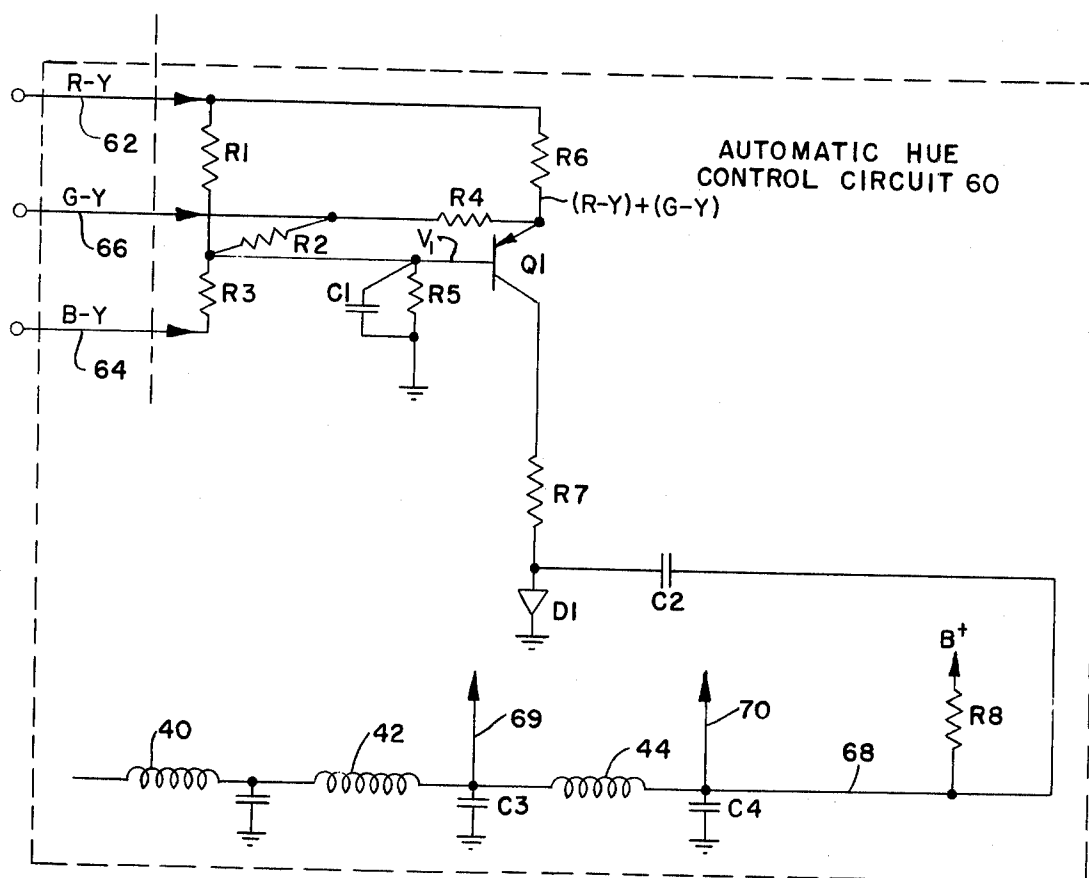 R-Y
62
R1
R6
AUTOMATIC HUE
CONTROL CIRCUIT 60
G-Y
66
R4
(R-Y)+(G-Y)
R2
V1
Q1
R3
C1
R5
B-Y
64
R7
C2
D1
B+
R8
40
42
69
44
70
68
C3
C4